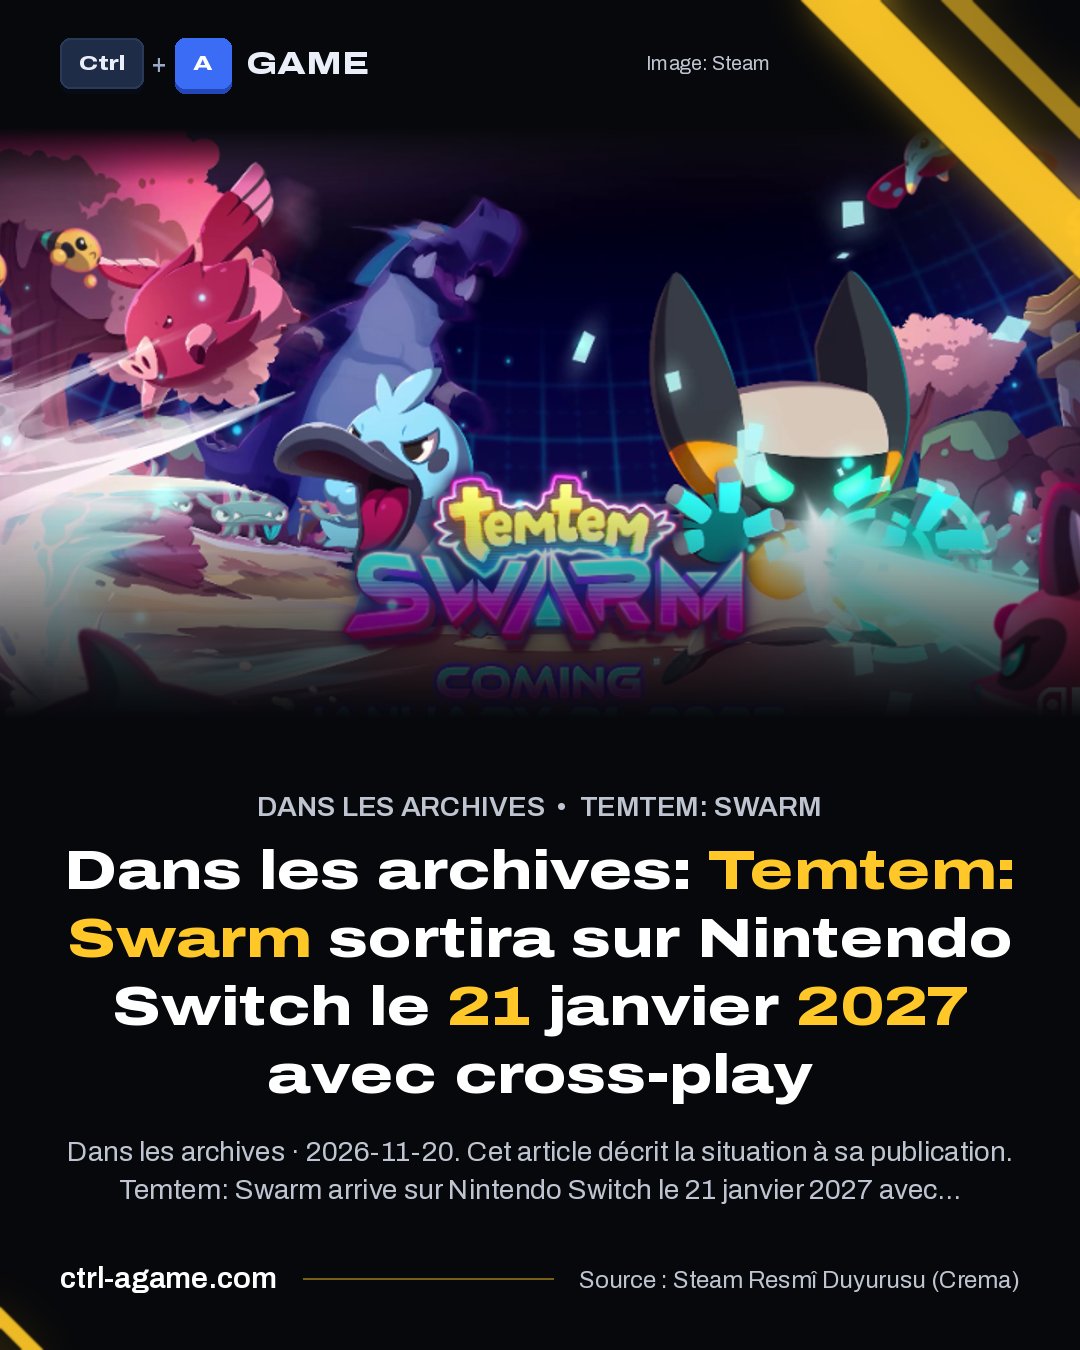 Ctrl + A GAME
Image: Steam
temtem
SWARM
COMING
DANS LES ARCHIVES • TEMTEM: SWARM
Dans les archives: Temtem:
Swarm sortira sur Nintendo
Switch le 21 janvier 2027
avec cross-play
Dans les archives · 2026-11-20. Cet article décrit la situation à sa publication.
Temtem: Swarm arrive sur Nintendo Switch le 21 janvier 2027 avec...
ctrl-agame.com
Source : Steam Resmî Duyurusu (Crema)